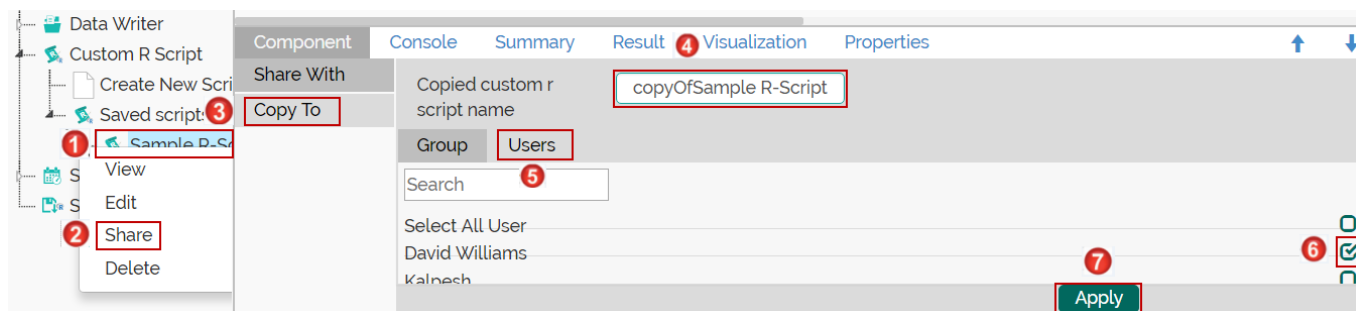 Data Writer
Custom R Script
Create New Scri
Saved script
3
1
Sample R-Sc
View
S
Edit
S
2
Share
Delete
Component Console Summary Result 4 Visualization Properties
Share With
Copy To
Copied custom r
script name
copyOfSample R-Script
Group Users
Search
5
Select All User
David Williams
6
Kalpesh
7
Apply